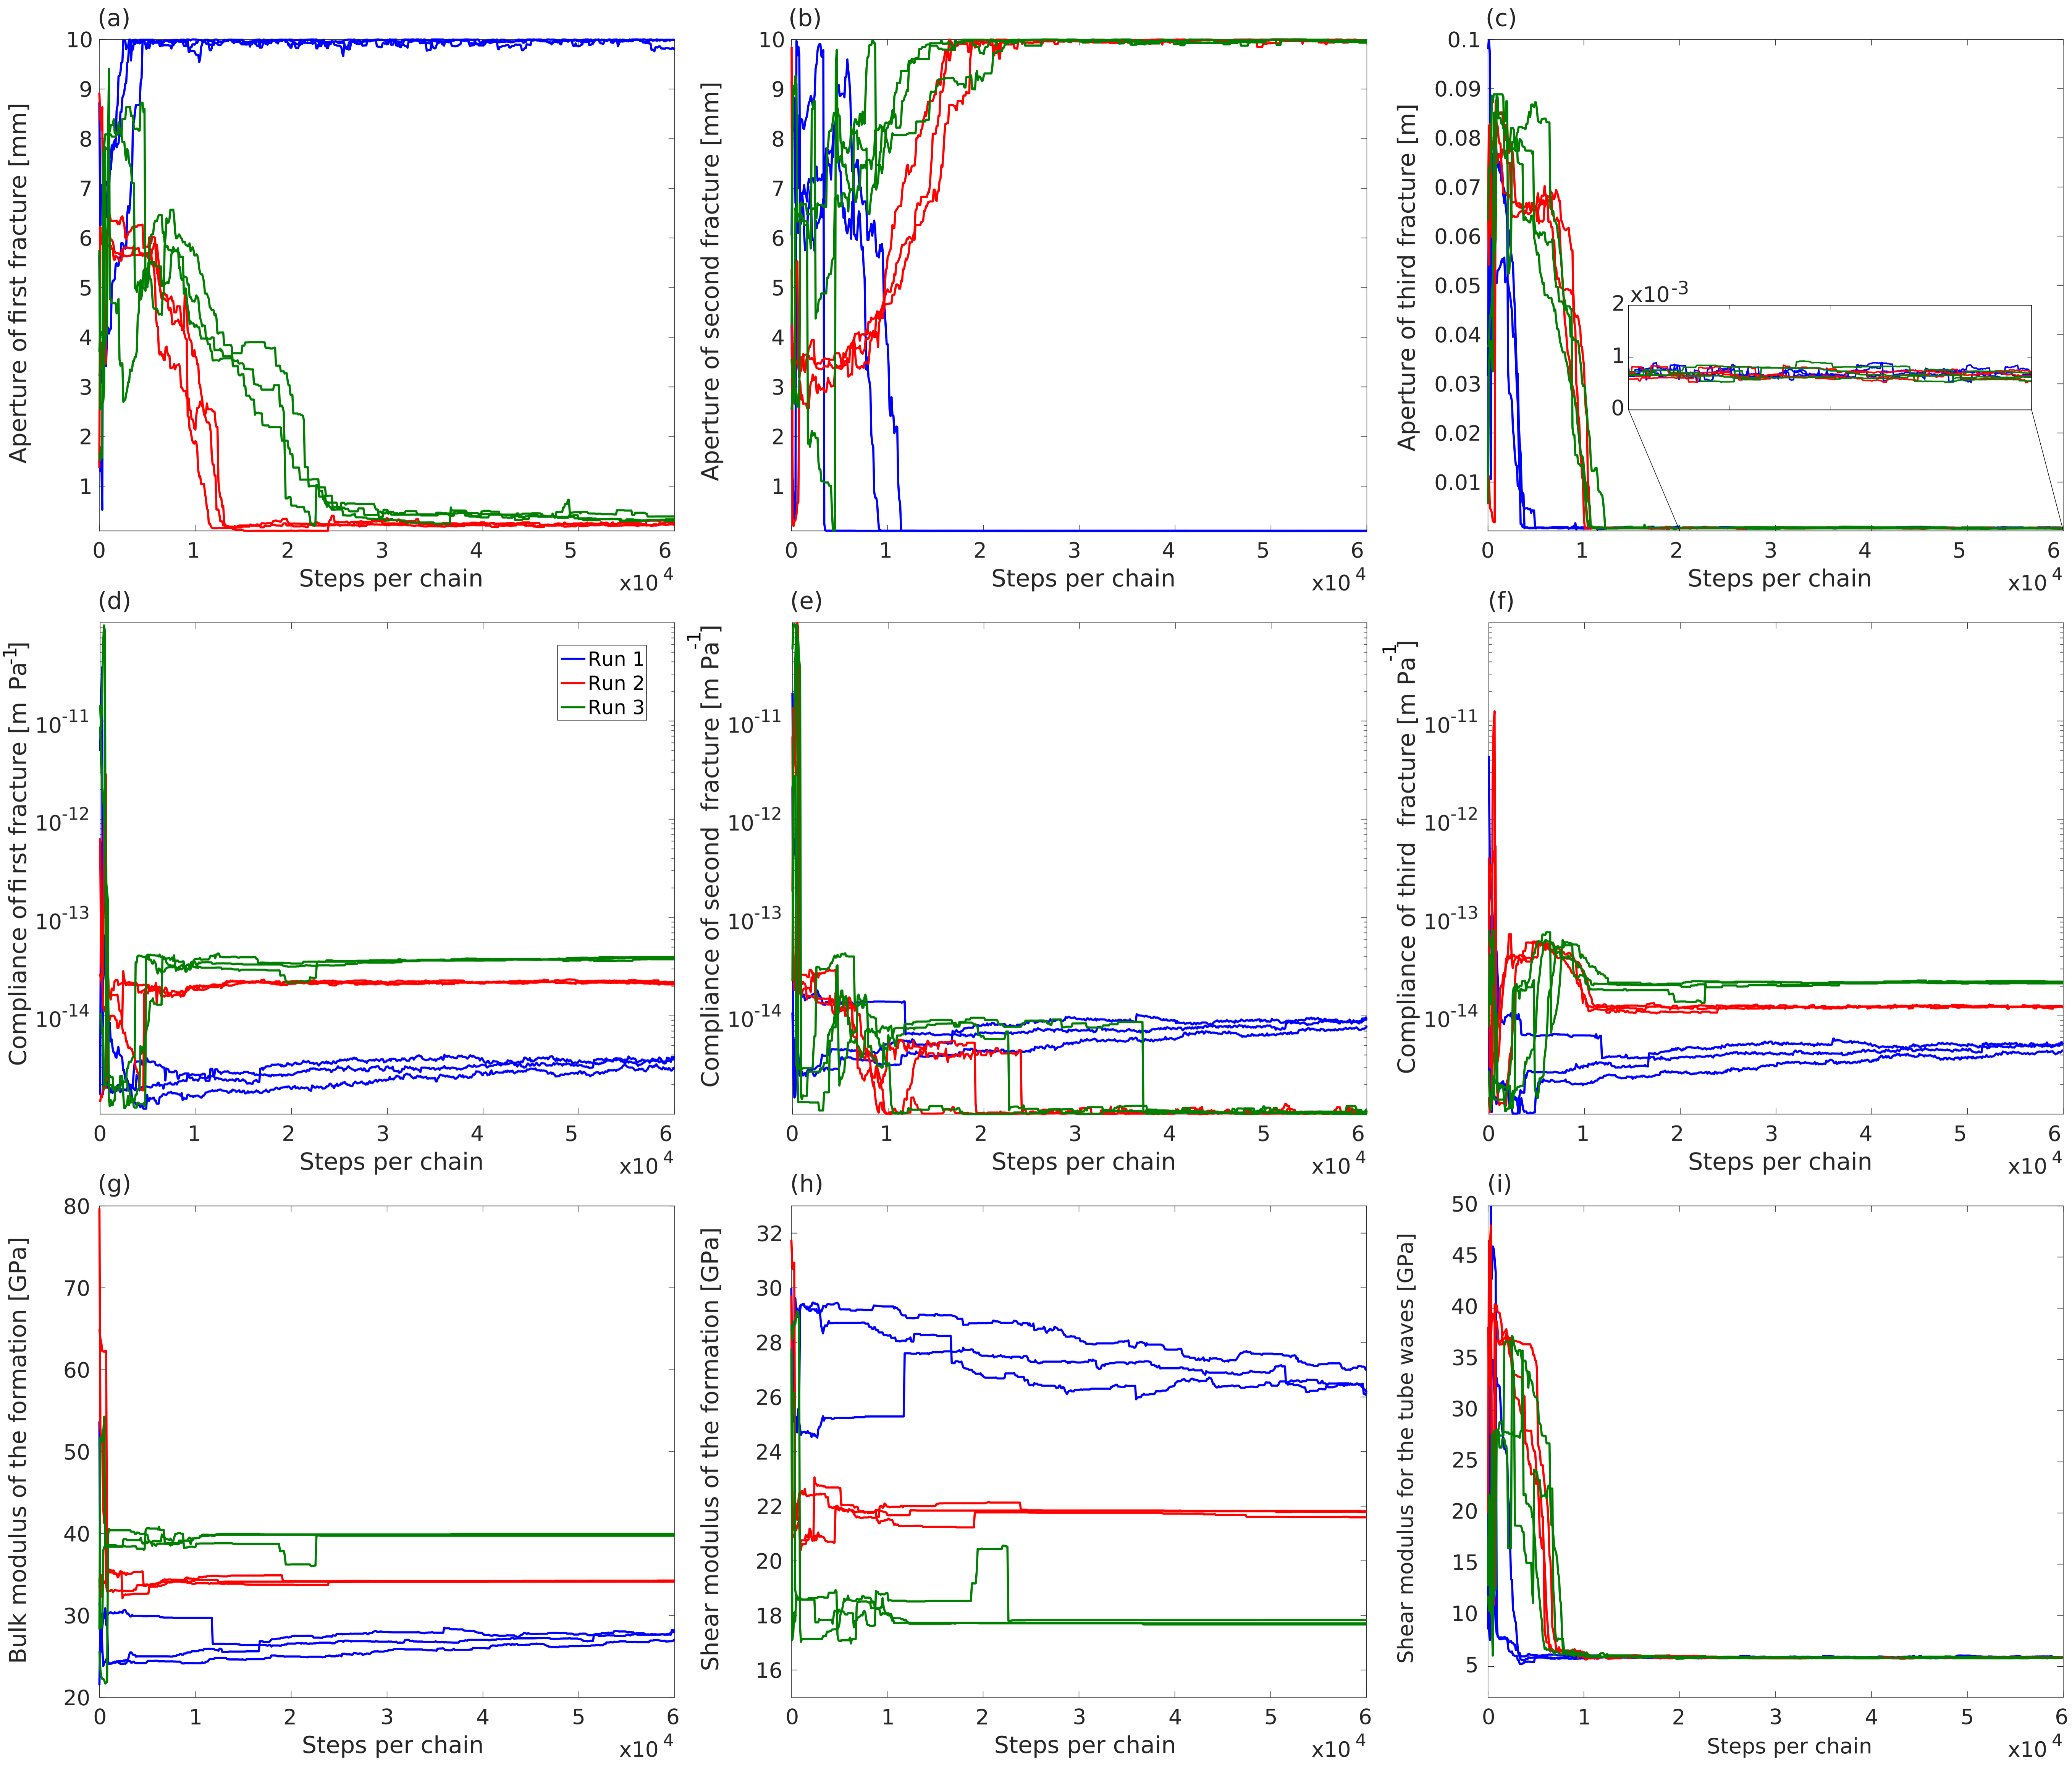 (a)
10
9
8
7
6
5
4
3
2
1
0 1 2 3 4 5 6
Aperture of first fracture [mm]
Steps per chain
x10 4
(b)
10
9
8
7
6
5
4
3
2
1
0 1 2 3 4 5 6
Aperture of second fracture [mm]
Steps per chain
x10 4
(c)
0.1
0.09
0.08
0.07
0.06
0.05
0.04
0.03
0.02
0.01
0 1 2 3 4 5 6
Aperture of third fracture [m]
Steps per chain
x10 4
2 x10-3
1
0
(d)
10-11
10-12
10-13
10-14
0 1 2 3 4 5 6
Compliance of first fracture [m Pa-1]
Steps per chain
x10 4
Run 1
Run 2
Run 3
(e)
10-11
10-12
10-13
10-14
0 1 2 3 4 5 6
Compliance of second fracture [m Pa-1]
Steps per chain
x10 4
(f)
10-11
10-12
10-13
10-14
0 1 2 3 4 5 6
Compliance of third fracture [m Pa-1]
Steps per chain
x10 4
(g)
80
70
60
50
40
30
20
0 1 2 3 4 5 6
Bulk modulus of the formation [GPa]
Steps per chain
x10 4
(h)
32
30
28
26
24
22
20
18
16
0 1 2 3 4 5 6
Shear modulus of the formation [GPa]
Steps per chain
x10 4
(i)
50
45
40
35
30
25
20
15
10
5
0 1 2 3 4 5 6
Shear modulus for the tube waves [GPa]
Steps per chain
x10 4